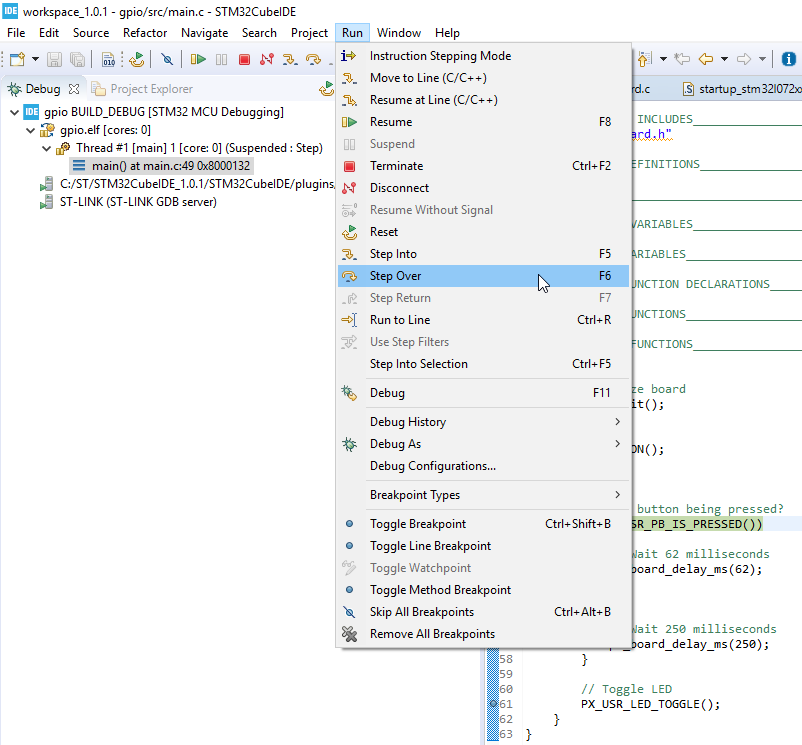 IDE workspace_1.0.1 - gpio/src/main.c - STM32CubeIDE
File Edit Source Refactor Navigate Search Project Run Window Help
010
Debug Project Explorer
IDE gpio BUILD_DEBUG [STM32 MCU Debugging]
gpio.elf [cores: 0]
Thread #1 [main] 1 [core: 0] (Suspended : Step)
main() at main.c:49 0x8000132
C:/ST/STM32CubeIDE_1.0.1/STM32CubeIDE/plugins/
ST-LINK (ST-LINK GDB server)
Instruction Stepping Mode
Move to Line (C/C++)
Resume at Line (C/C++)
Resume F8
Suspend
Terminate Ctrl+F2
Disconnect
Resume Without Signal
Reset
Step Into F5
Step Over F6
Step Return F7
Run to Line Ctrl+R
Use Step Filters
Step Into Selection Ctrl+F5
Debug F11
Debug History
Debug As
Debug Configurations...
Breakpoint Types
Toggle Breakpoint Ctrl+Shift+B
Toggle Line Breakpoint
Toggle Watchpoint
Toggle Method Breakpoint
Skip All Breakpoints Ctrl+Alt+B
Remove All Breakpoints
rd.c startup_stm32l072x
INCLUDES
ard.h"
EFINITIONS
VARIABLES
ARIABLES
UNCTION DECLARATIONS
UNCTIONS
FUNCTIONS
ze board
it();
ON();
button being pressed?
SR_PB_IS_PRESSED())
Wait 62 milliseconds
board_delay_ms(62);
Wait 250 milliseconds
_board_delay_ms(250);
58 }
59
60 // Toggle LED
61 PX_USR_LED_TOGGLE();
62 }
63 }